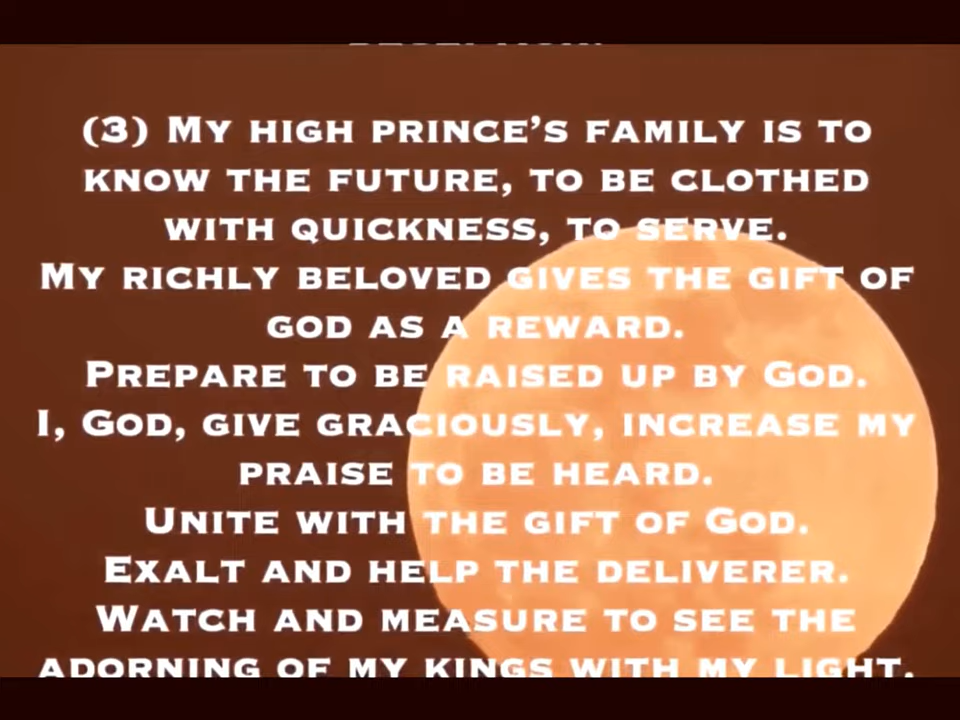 (3) My high prince's family is to
know the future, to be clothed
with quickness, to serve.
My richly beloved gives the gift of
god as a reward.
Prepare to be raised up by God.
I, God, give graciously, increase my
praise to be heard.
Unite with the gift of God.
Exalt and help the deliverer.
Watch and measure to see the
adorning of my kings with my light.